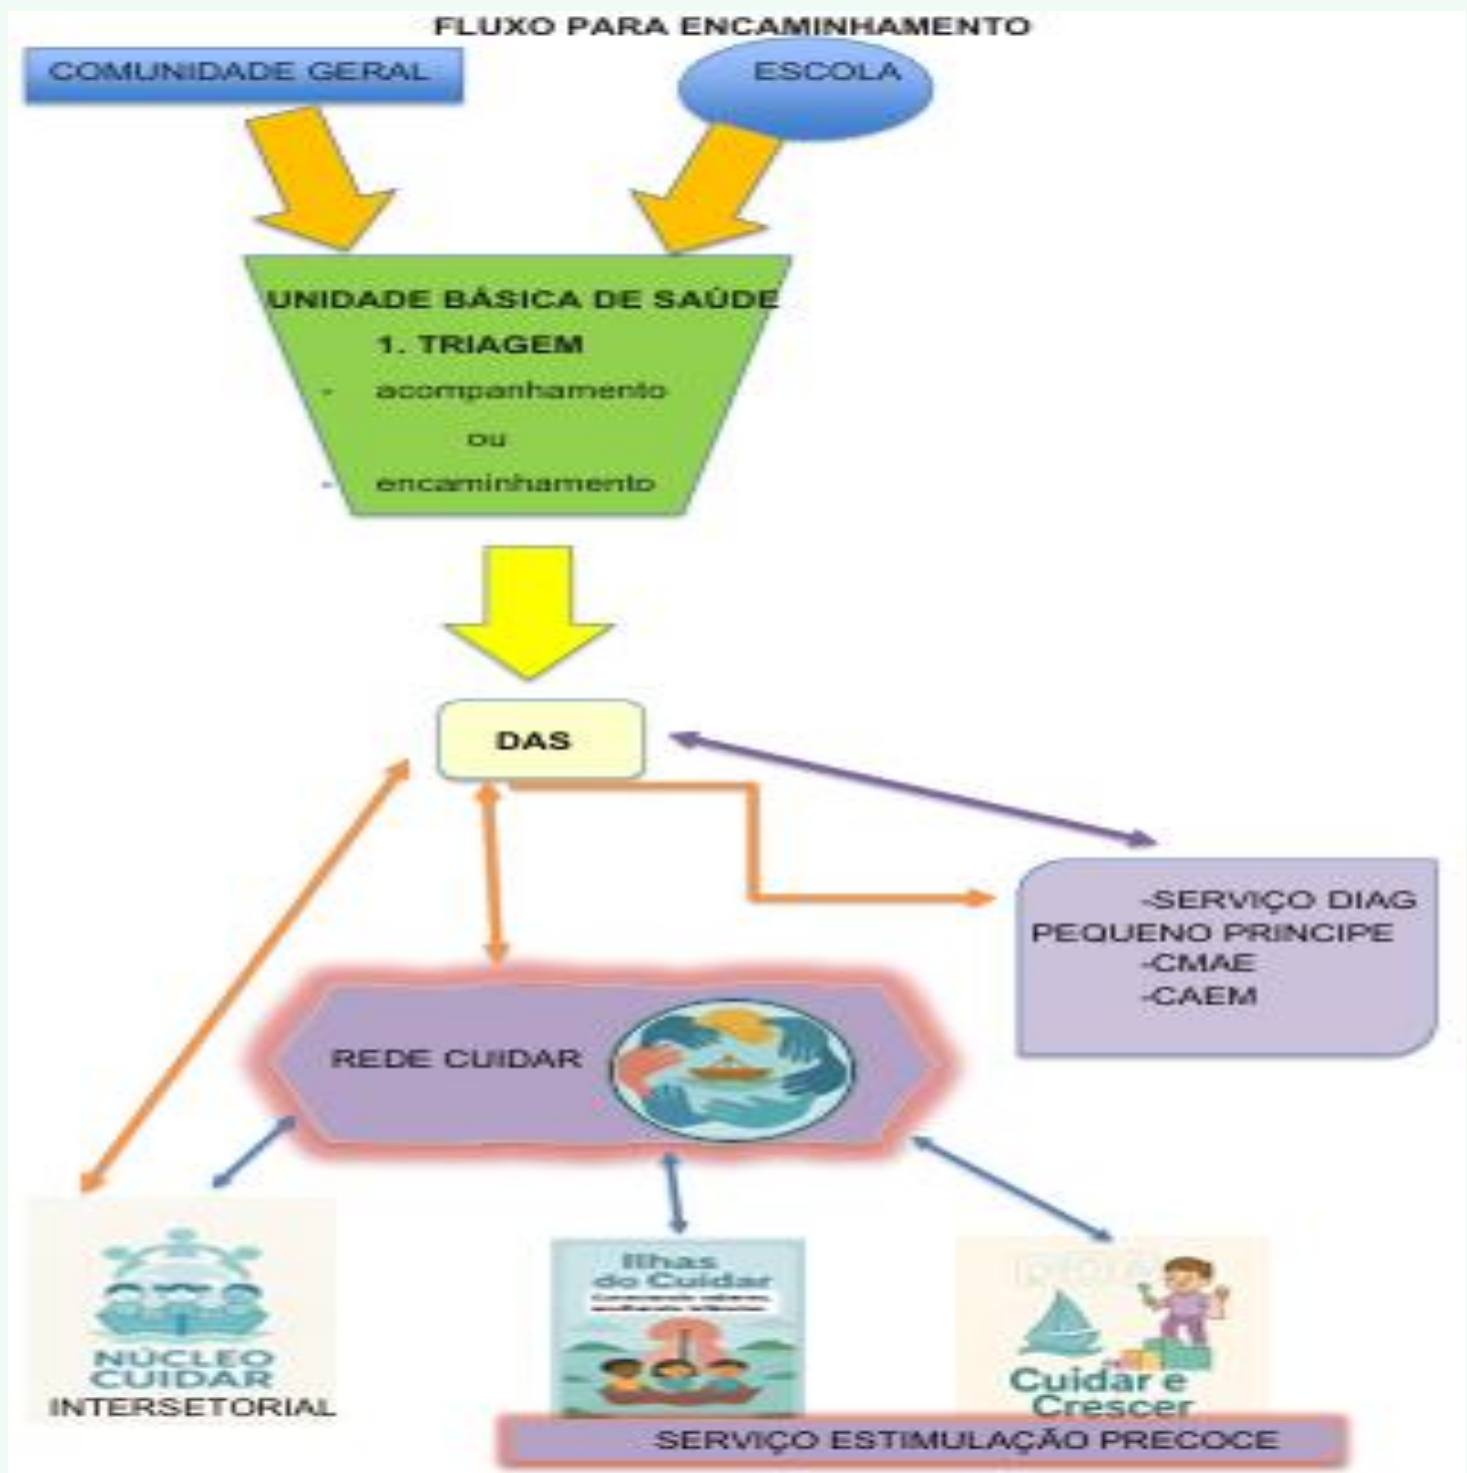 FLUXO PARA ENCAMINHAMENTO
COMUNIDADE GERAL
ESCOLA
UNIDADE BÁSICA DE SAÚDE
1. TRIAGEM
- acompanhamento
ou
- encaminhamento
DAS
-SERVIÇO DIAG
PEQUENO PRINCIPE
-CMAE
-CAEM
REDE CUIDAR
NÚCLEO
CUIDAR
INTERSETORIAL
Ilhas
do Cuidar
Cuidar e
Crescer
SERVIÇO ESTIMULAÇÃO PRECOCE